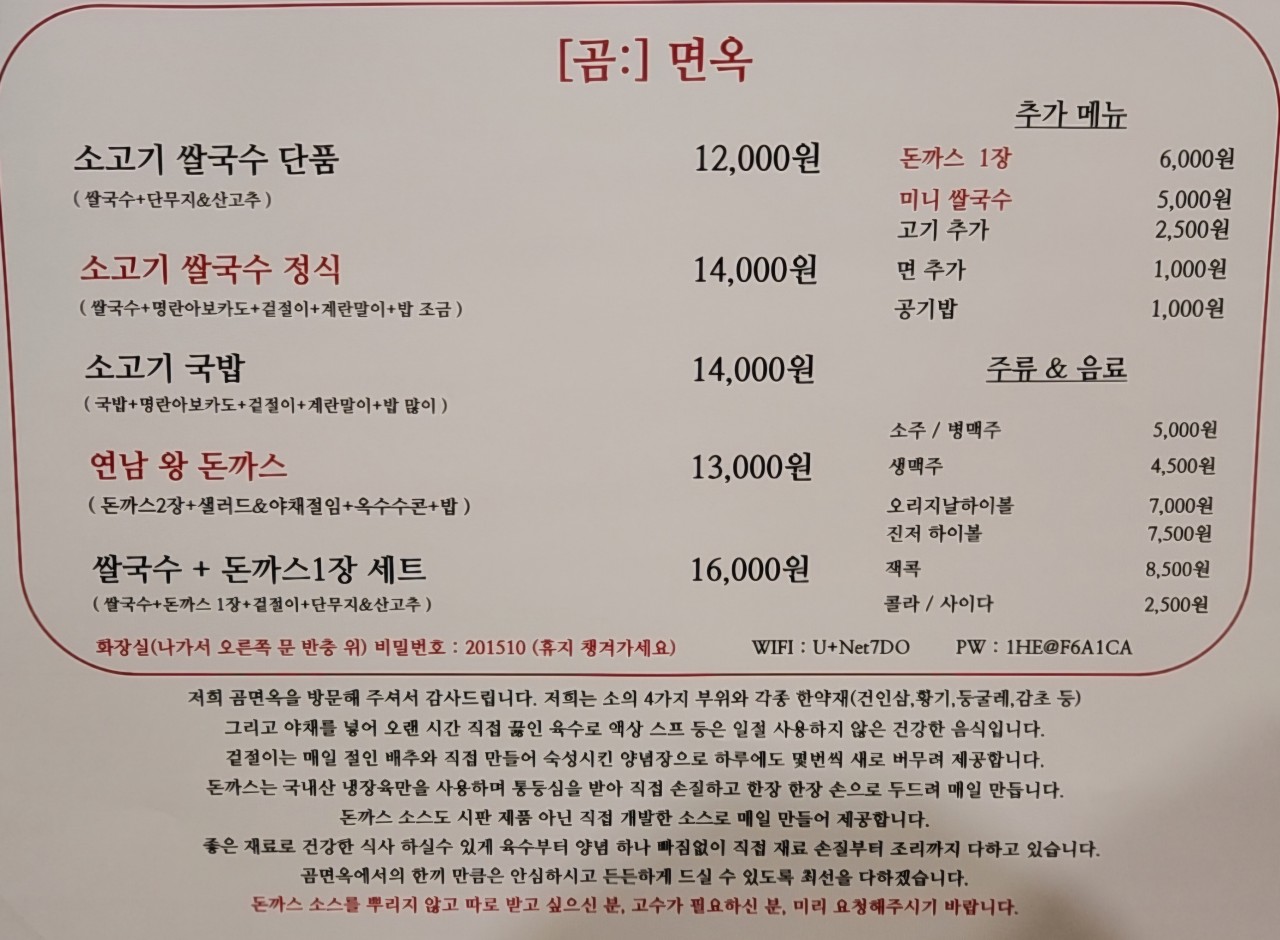 [곰:] 면옥
소고기 쌀국수 단품 12,000원
( 쌀국수+단무지&산고추 )
소고기 쌀국수 정식 14,000원
( 쌀국수+명란아보카도+겉절이+계란말이+밥 조금 )
소고기 국밥 14,000원
( 국밥+명란아보카도+겉절이+계란말이+밥 많이 )
연남 왕 돈까스 13,000원
( 돈까스2장+샐러드&야채절임+옥수수콘+밥 )
쌀국수 + 돈까스1장 세트 16,000원
( 쌀국수+돈까스 1장+겉절이+단무지&산고추 )
추가 메뉴
돈까스 1장 6,000원
미니 쌀국수 5,000원
고기 추가 2,500원
면 추가 1,000원
공기밥 1,000원
주류 & 음료
소주 / 병맥주 5,000원
생맥주 4,500원
오리지날하이볼 7,000원
진저 하이볼 7,500원
잭콕 8,500원
콜라 / 사이다 2,500원
화장실(나가서 오른쪽 문 반층 위) 비밀번호 : 201510 (휴지 챙겨가세요) WIFI : U+Net7DO PW : 1HE@F6A1CA
저희 곰면옥을 방문해 주셔서 감사드립니다. 저희는 소의 4가지 부위와 각종 한약재(건인삼,황기,둥굴레,감초 등)
그리고 야채를 넣어 오랜 시간 직접 끓인 육수로 액상 스프 등은 일절 사용하지 않은 건강한 음식입니다.
겉절이는 매일 절인 배추와 직접 만들어 숙성시킨 양념장으로 하루에도 몇번씩 새로 버무려 제공합니다.
돈까스는 국내산 냉장육만을 사용하며 통등심을 받아 직접 손질하고 한장 한장 손으로 두드려 매일 만듭니다.
돈까스 소스도 시판 제품 아닌 직접 개발한 소스로 매일 만들어 제공합니다.
좋은 재료로 건강한 식사 하실수 있게 육수부터 양념 하나 빠짐없이 직접 재료 손질부터 조리까지 다하고 있습니다.
곰면옥에서의 한끼 만큼은 안심하시고 든든하게 드실 수 있도록 최선을 다하겠습니다.
돈까스 소스를 뿌리지 않고 따로 받고 싶으신 분, 고수가 필요하신 분, 미리 요청해주시기 바랍니다.